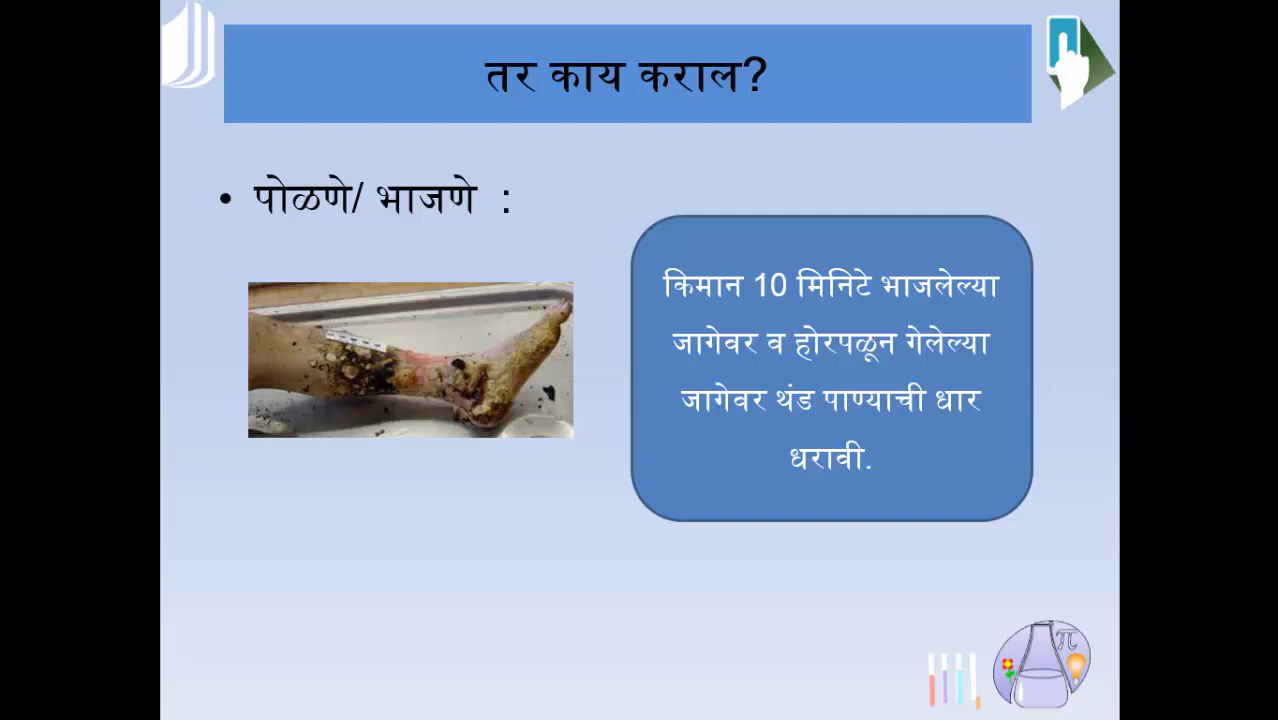 तर काय कराल?
• पोळणे/ भाजणे :
किमान 10 मिनिटे भाजलेल्या
जागेवर व होरपळून गेलेल्या
जागेवर थंड पाण्याची धार
धरावी.
π